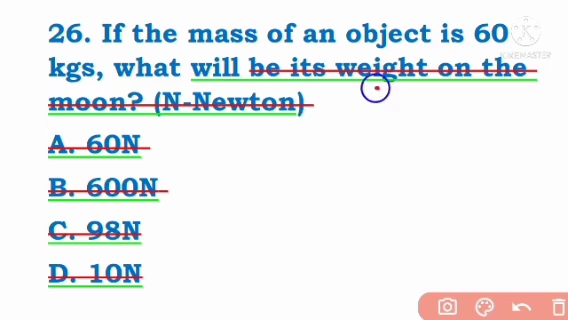 26. If the mass of an object is 60
kgs, what will be its weight on the
moon? (N-Newton)
A. 60N
B. 600N
C. 98N
D. 10N
KINEMASTER